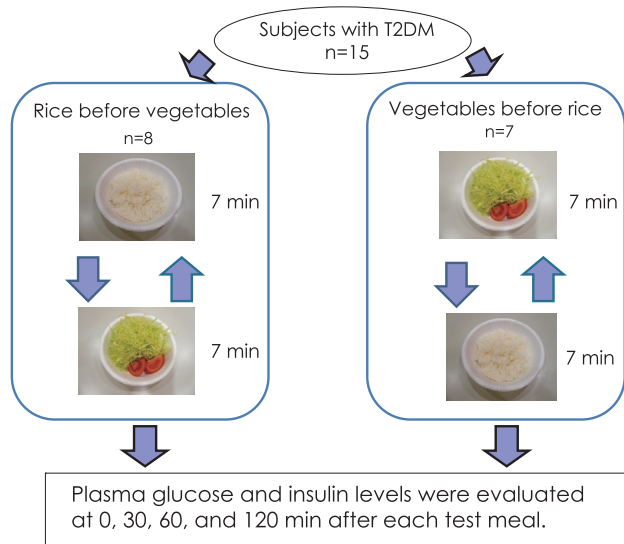 Subjects with T2DM
n=15
Rice before vegetables
n=8
7 min
7 min
Vegetables before rice
n=7
7 min
7 min
Plasma glucose and insulin levels were evaluated
at 0, 30, 60, and 120 min after each test meal.